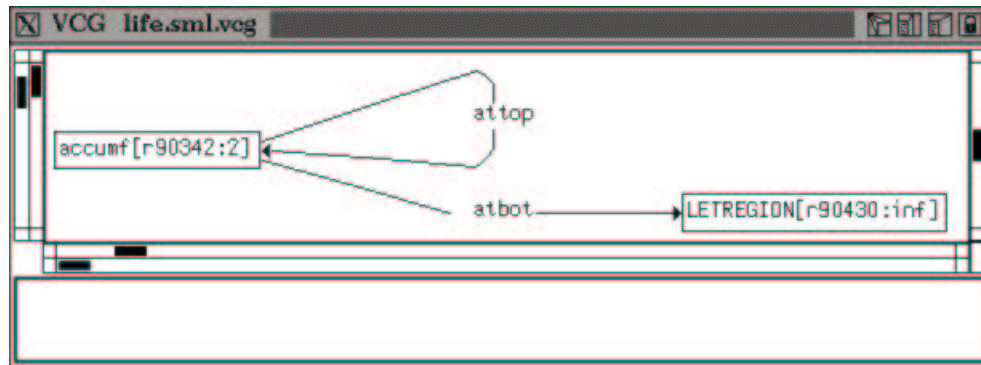 VCG life.sml.vcg
attop
accumf[r90342:2]
atbot
LETREGION[r90430:inf]